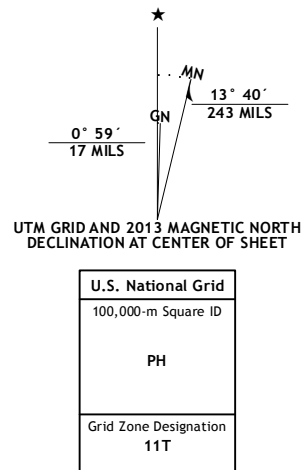 ★
MN
GN
13° 40´
243 MILS
0° 59´
17 MILS
UTM GRID AND 2013 MAGNETIC NORTH
DECLINATION AT CENTER OF SHEET
U.S. National Grid
100,000-m Square ID
PH
Grid Zone Designation
11T